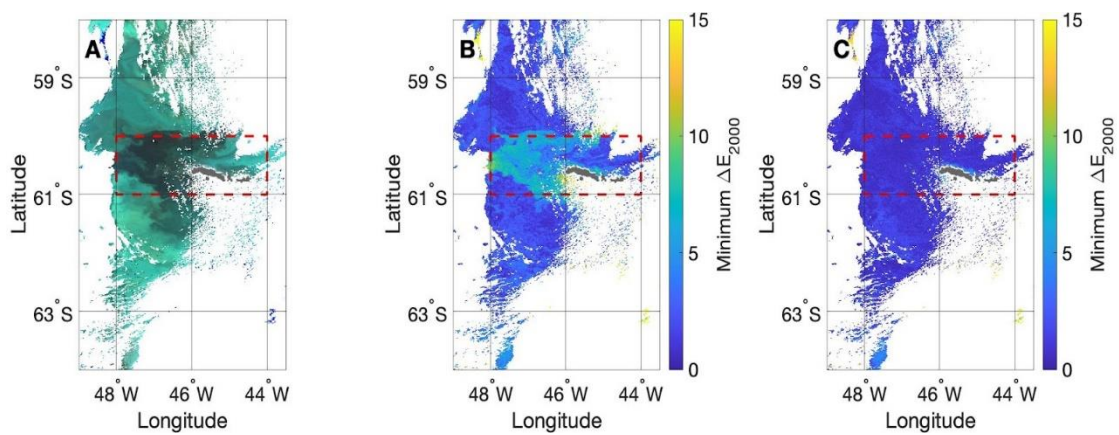 A
59° S
61° S
63° S
Latitude
48° W
46° W
44° W
Longitude
B
59° S
61° S
63° S
Latitude
48° W
46° W
44° W
Longitude
15
10
5
0
Minimum ΔE2000
C
59° S
61° S
63° S
Latitude
48° W
46° W
44° W
Longitude
15
10
5
0
Minimum ΔE2000